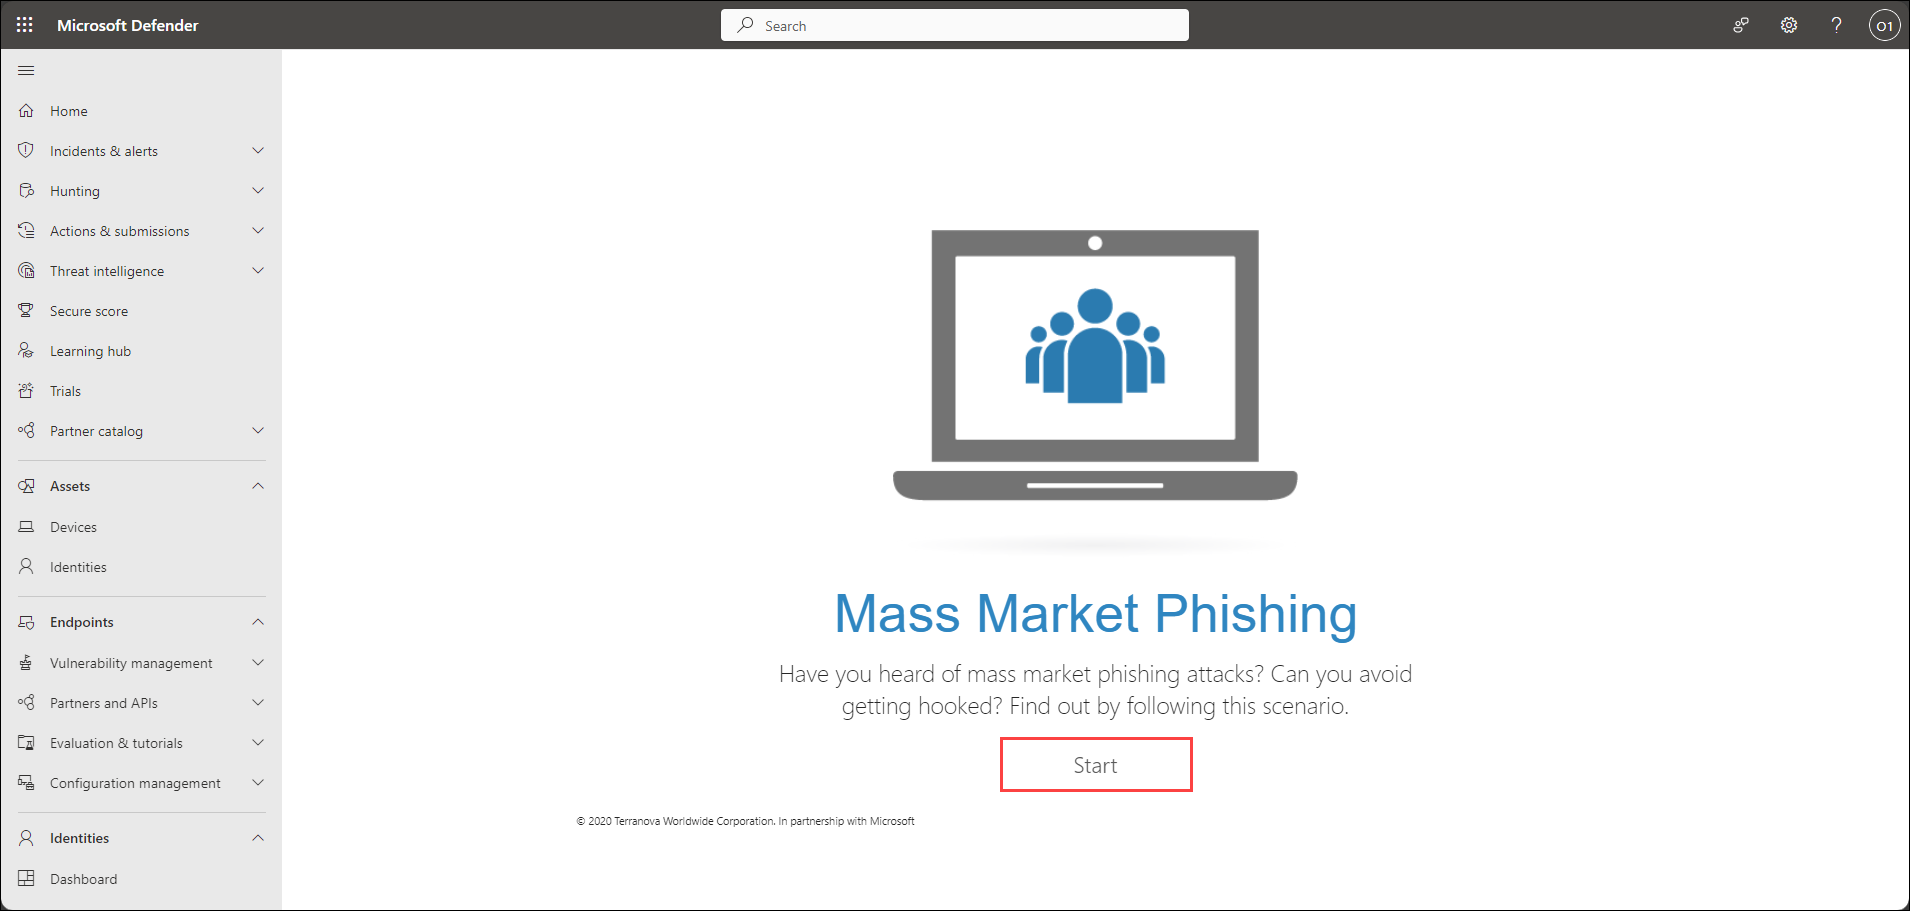 Microsoft Defender
Search
O1
Home
Incidents & alerts
Hunting
Actions & submissions
Threat intelligence
Secure score
Learning hub
Trials
Partner catalog
Assets
Devices
Identities
Endpoints
Vulnerability management
Partners and APIs
Evaluation & tutorials
Configuration management
Identities
Dashboard
Mass Market Phishing
Have you heard of mass market phishing attacks? Can you avoid
getting hooked? Find out by following this scenario.
Start
© 2020 Terranova Worldwide Corporation. In partnership with Microsoft